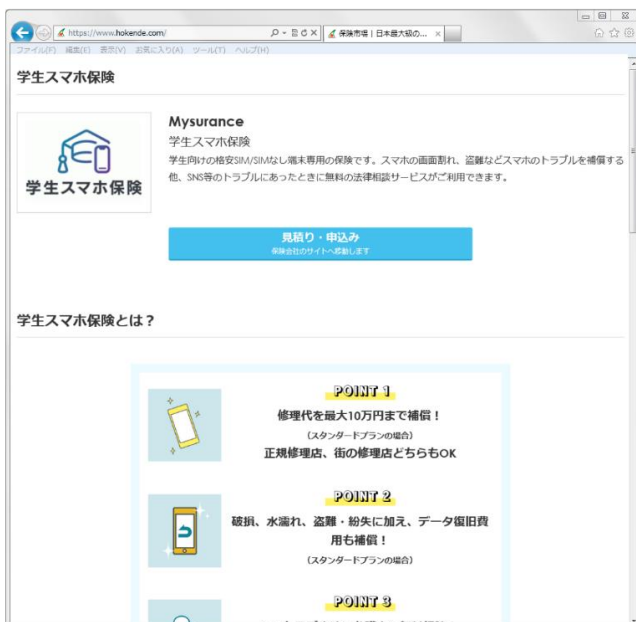 https://www.hokende.com/
保険市場 | 日本最大級の...
ファイル(F) 編集(E) 表示(V) お気に入り(A) ツール(T) ヘルプ(H)
学生スマホ保険
Mysurance
学生スマホ保険
学生向けの格安SIM/SIMなし端末専用の保険です。スマホの画面割れ、盗難などスマホのトラブルを補償する
他、SNS等のトラブルにあったときに無料の法律相談サービスがご利用できます。
学生スマホ保険
見積り・申込み
保険会社のサイトへ移動します
学生スマホ保険とは？
POINT 1
修理代を最大10万円まで補償！
(スタンダードプランの場合)
正規修理店、街の修理店どちらもOK
POINT 2
破損、水濡れ、盗難・紛失に加え、データ復旧費
用も補償！
(スタンダードプランの場合)
POINT 3